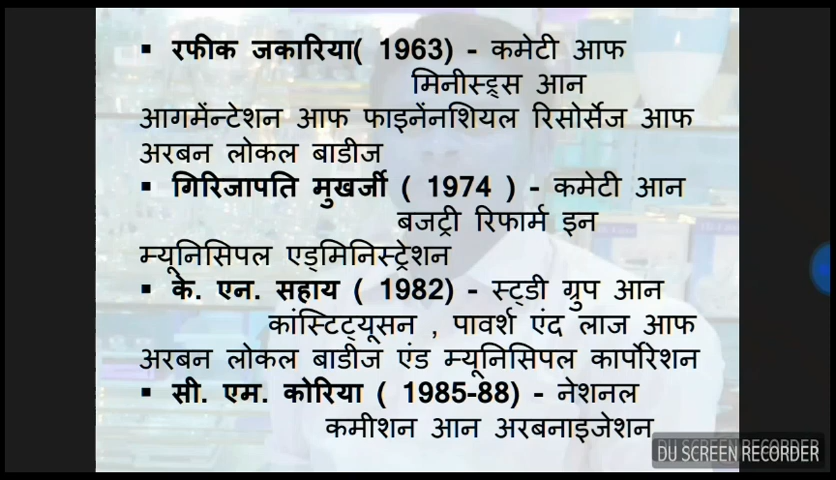 ▪ रफीक जकारिया( 1963) - कमेटी आफ
मिनीस्ट्र्स आन
आगमेंन्टेशन आफ फाइनेंनशियल रिसोर्सेज आफ
अरबन लोकल बाडीज
▪ गिरिजापति मुखर्जी ( 1974 ) - कमेटी आन
बजट्री रिफार्म इन
म्यूनिसिपल एड्मिनिस्ट्रेशन
▪ के. एन. सहाय ( 1982) - स्ट्डी ग्रुप आन
कांस्टिट्यूसन , पावर्श एंद लाज आफ
अरबन लोकल बाडीज एंड म्यूनिसिपल कार्पोरेशन
▪ सी. एम. कोरिया ( 1985-88) - नेशनल
कमीशन आन अरबनाइजेशन
DU SCREEN RECORDER